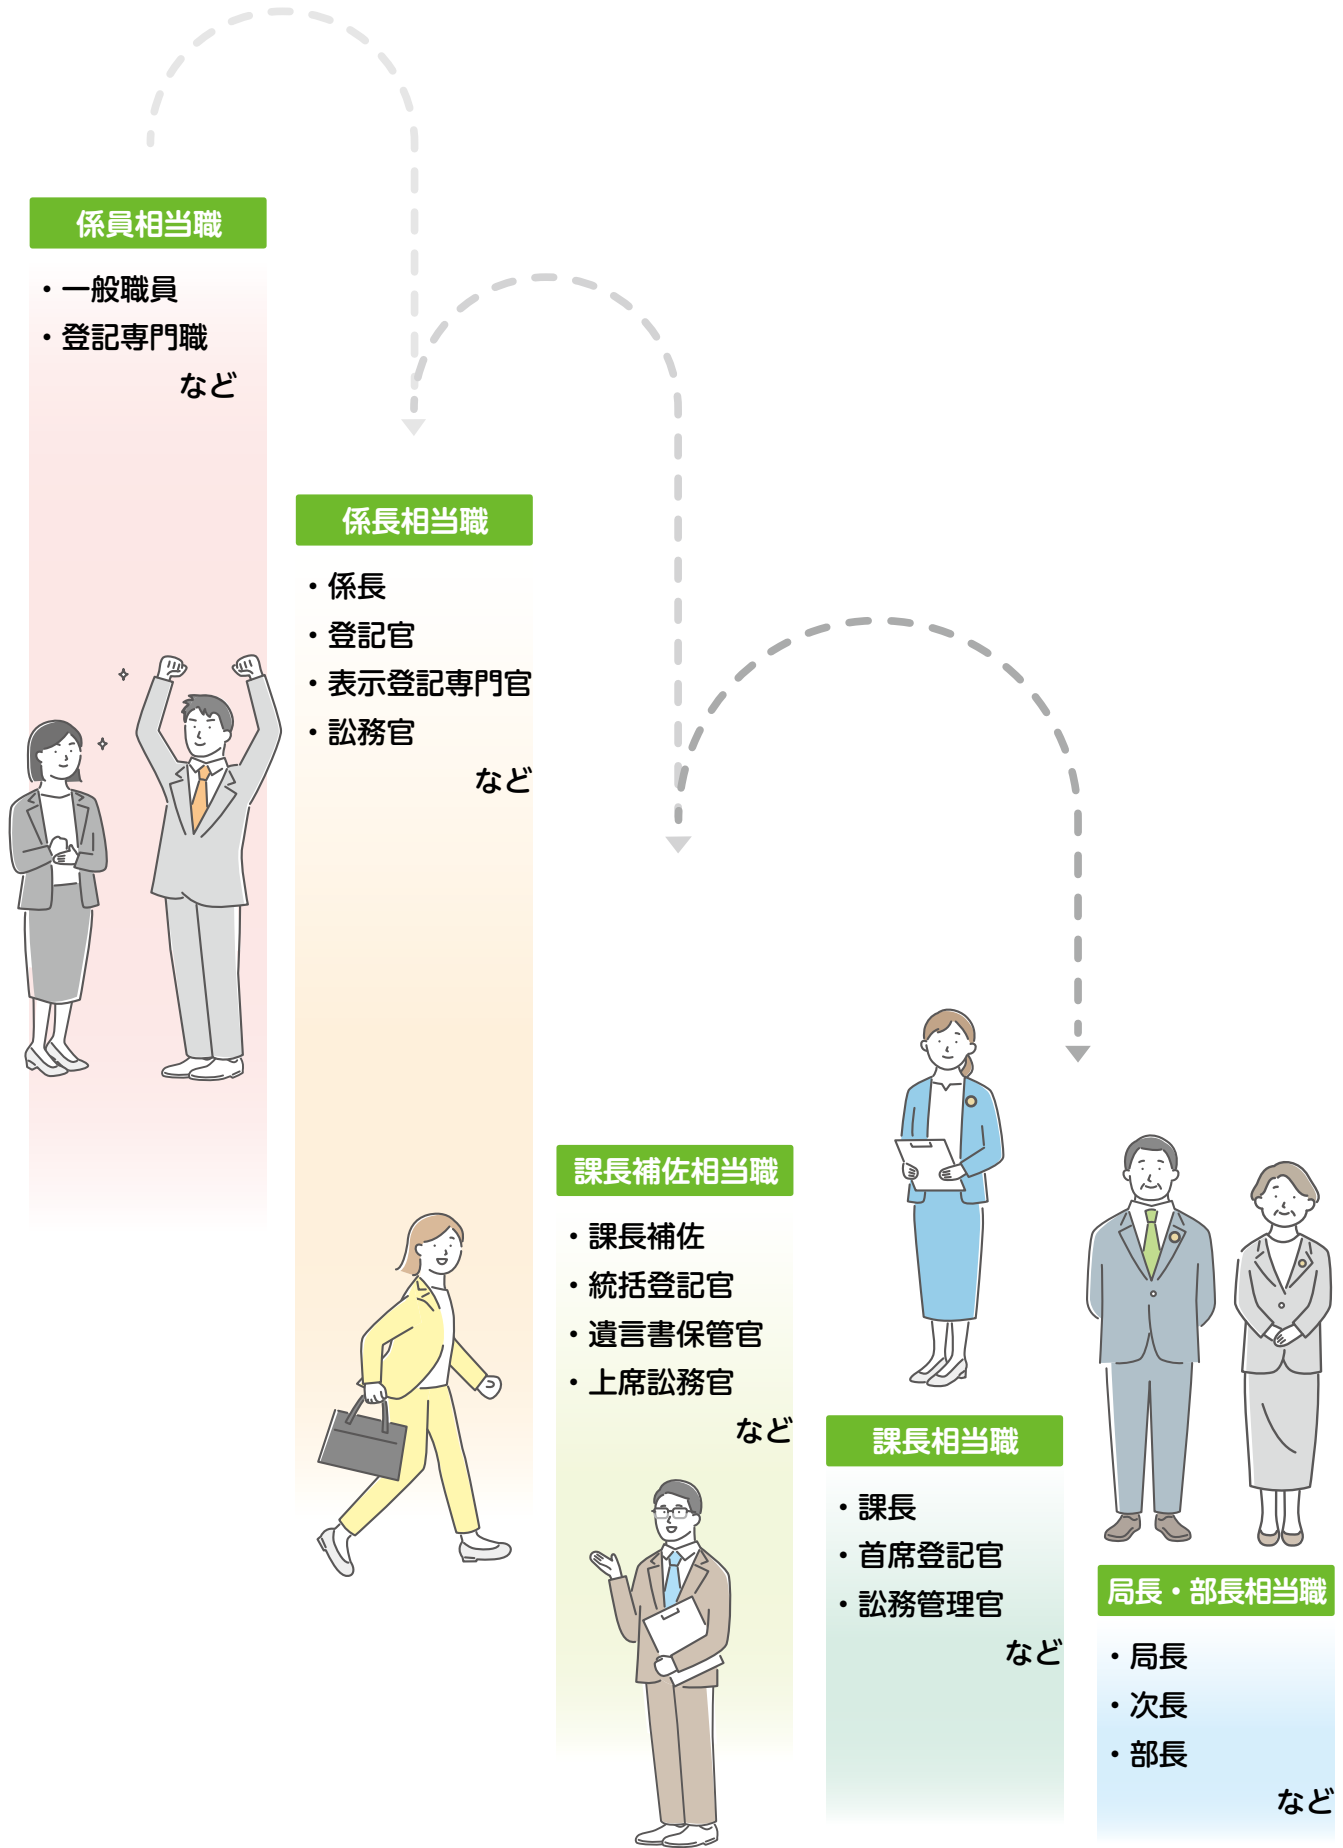 係員相当職
・一般職員
・登記専門職
など
係長相当職
・係長
・登記官
・表示登記専門官
・訟務官
など
課長補佐相当職
・課長補佐
・統括登記官
・遺言書保管官
・上席訟務官
など
課長相当職
・課長
・首席登記官
・訟務管理官
など
局長・部長相当職
・局長
・次長
・部長
など